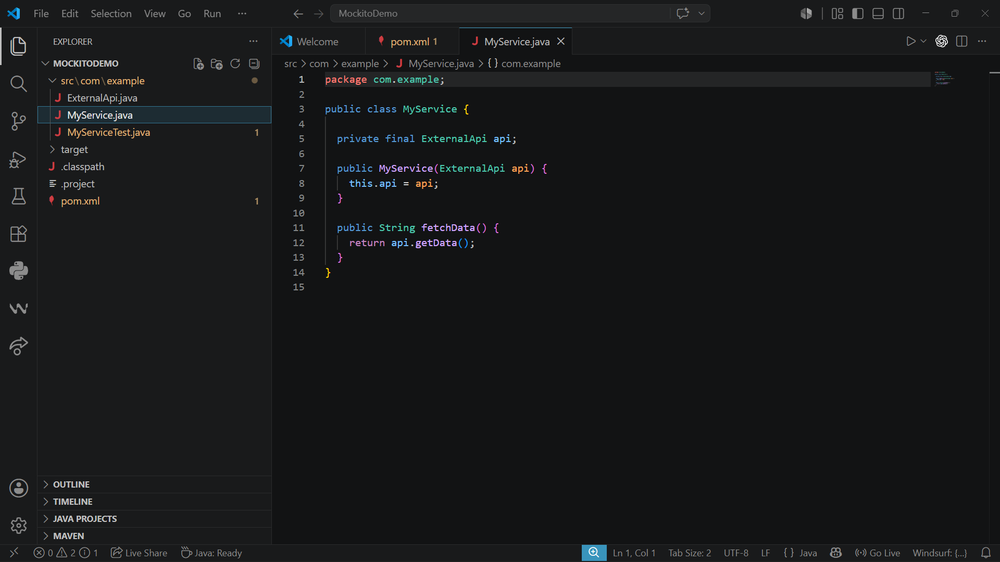 File Edit Selection View Go Run ···
MockitoDemo
EXPLORER
MOCKITODEMO
src\com\example
ExternalApi.java
MyService.java
MyServiceTest.java 1
target
.classpath
.project
pom.xml 1
OUTLINE
TIMELINE
JAVA PROJECTS
MAVEN
Welcome
pom.xml 1
MyService.java
src > com > example > MyService.java > {} com.example
1 package com.example;
2
3 public class MyService {
4
5 private final ExternalApi api;
6
7 public MyService(ExternalApi api) {
8 this.api = api;
9 }
10
11 public String fetchData() {
12 return api.getData();
13 }
14 }
15
0 2 1 Live Share Java: Ready
Ln 1, Col 1 Tab Size: 2 UTF-8 LF {} Java Go Live Windsurf: {...}